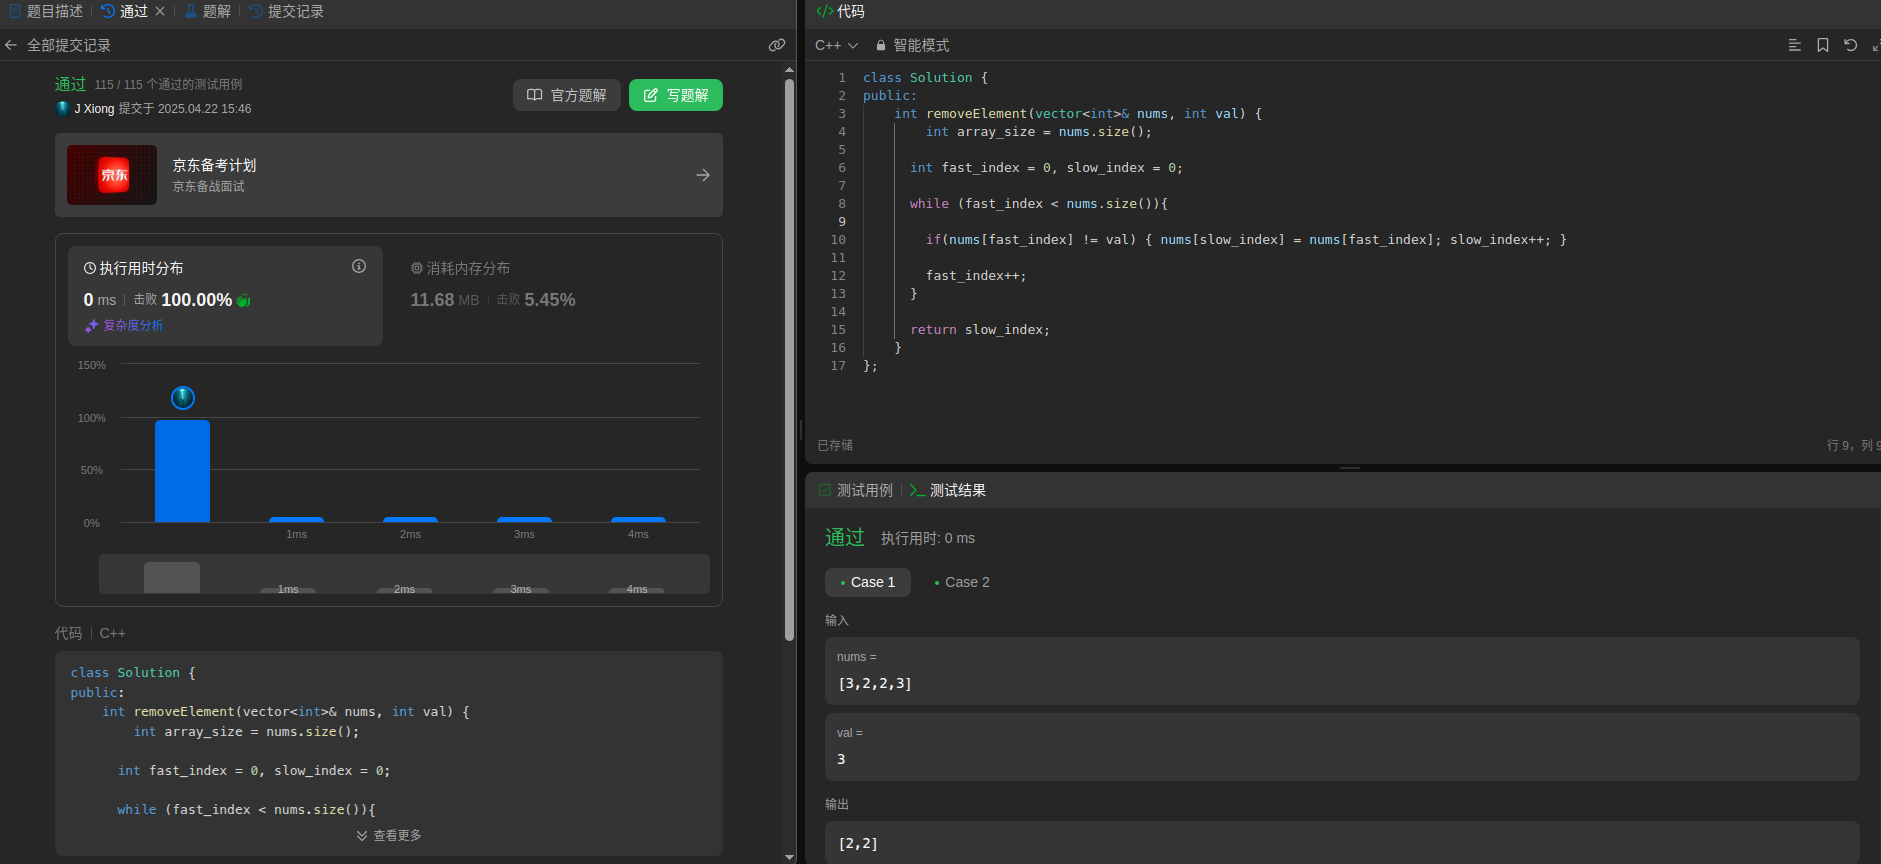 题目描述 | 通过 | 题解 | 提交记录
全部提交记录
通过 115 / 115 个通过的测试用例
J Xiong 提交于 2025.04.22 15:46
官方题解
写题解
京东
京东备考计划
京东备战面试
执行用时分布
0 ms | 击败 100.00%
复杂度分析
消耗内存分布
11.68 MB | 击败 5.45%
150%
100%
50%
0%
1ms 2ms 3ms 4ms
1ms 2ms 3ms 4ms
代码 | C++
class Solution {
public:
    int removeElement(vector<int>& nums, int val) {
        int array_size = nums.size();
      int fast_index = 0, slow_index = 0;
      while (fast_index < nums.size()){
查看更多
</> 代码
C++ 智能模式
1 class Solution {
2 public:
3     int removeElement(vector<int>& nums, int val) {
4         int array_size = nums.size();
5
6       int fast_index = 0, slow_index = 0;
7
8       while (fast_index < nums.size()){
9
10         if(nums[fast_index] != val) { nums[slow_index] = nums[fast_index]; slow_index++; }
11
12         fast_index++;
13       }
14
15       return slow_index;
16     }
17 };
已存储
行 9, 列 9
测试用例 | >_ 测试结果
通过 执行用时: 0 ms
Case 1
Case 2
输入
nums =
[3,2,2,3]
val =
3
输出
[2,2]